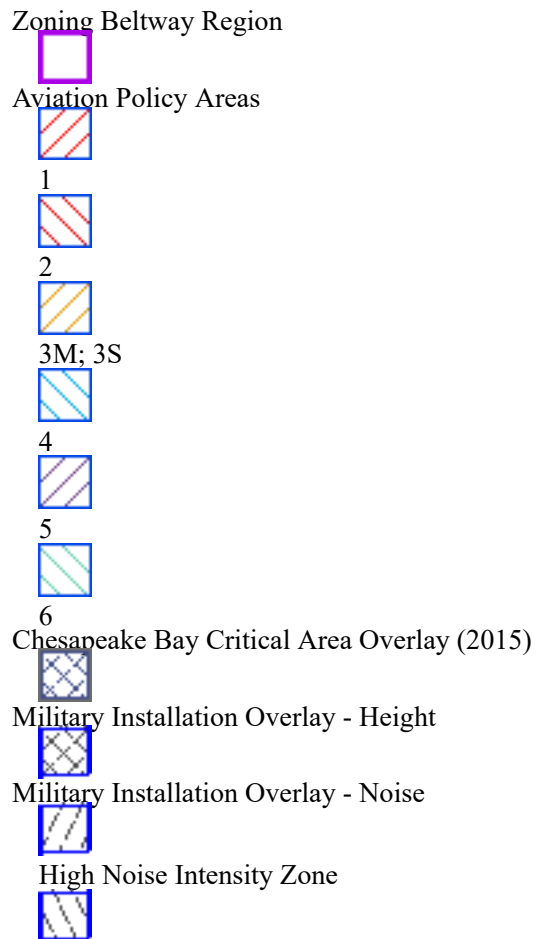 Zoning Beltway Region
Aviation Policy Areas
1
2
3M; 3S
4
5
6
Chesapeake Bay Critical Area Overlay (2015)
Military Installation Overlay - Height
Military Installation Overlay - Noise
High Noise Intensity Zone